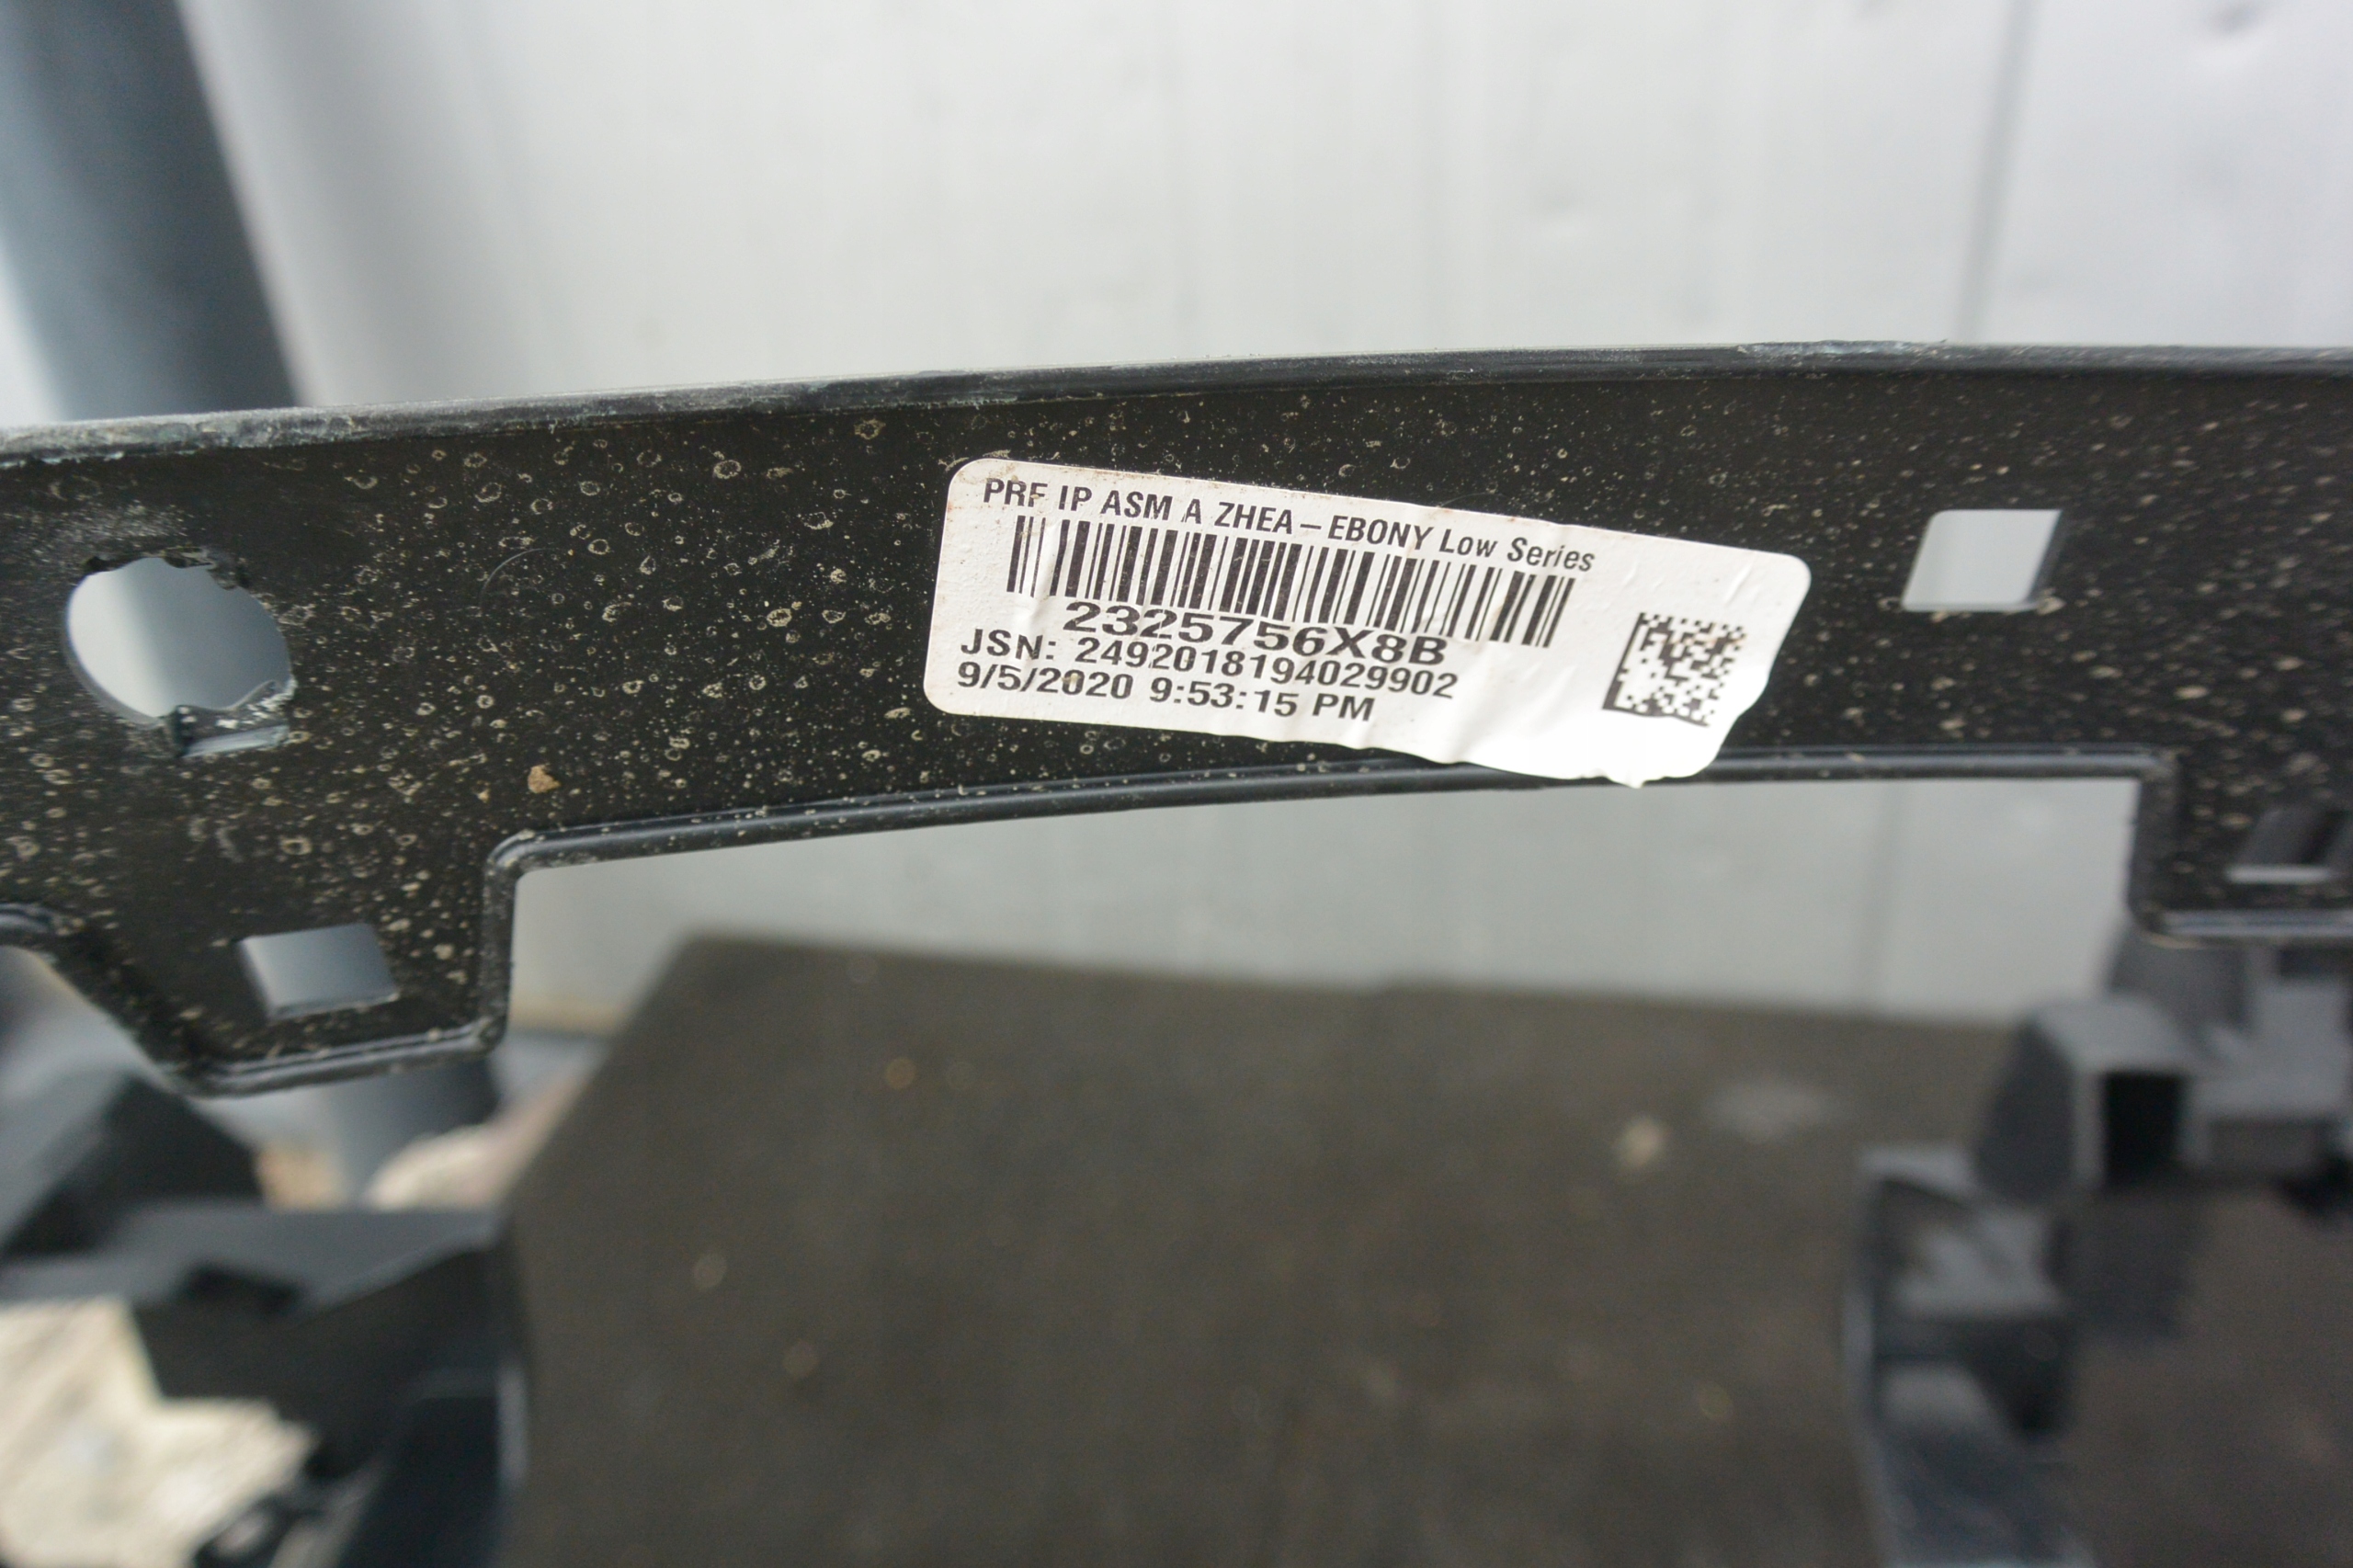 PRF IP ASM A ZHEA – EBONY Low Series
2325756X8B
JSN: 2492018194029902
9/5/2020 9:53:15 PM